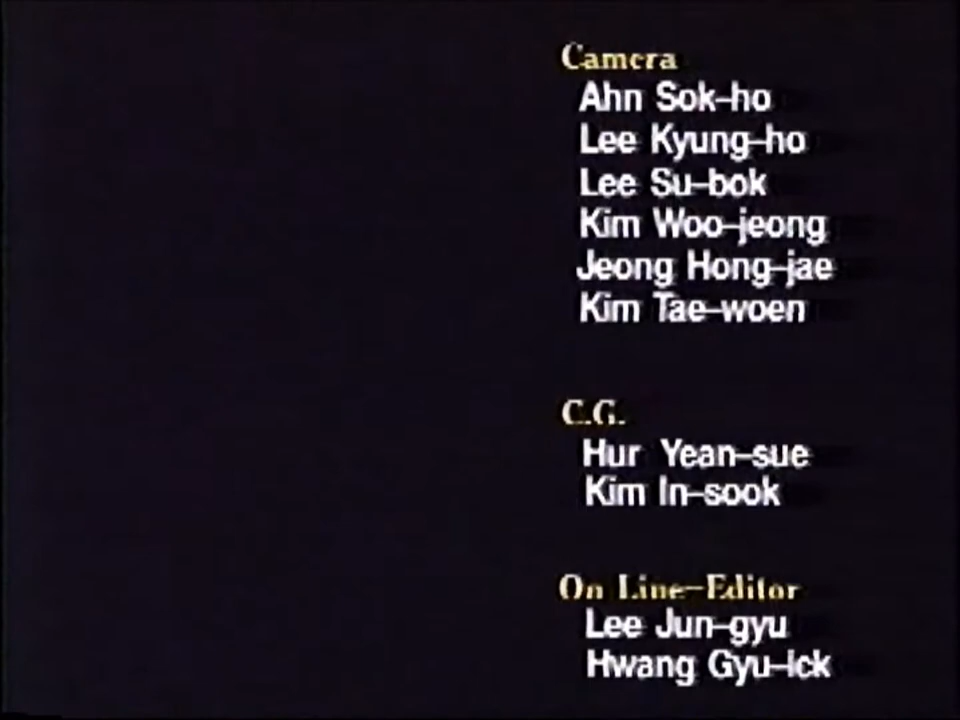 Camera
Ahn Sok-ho
Lee Kyung-ho
Lee Su-bok
Kim Woo-jeong
Jeong Hong-jae
Kim Tae-woen
C.G.
Hur Yean-sue
Kim In-sook
On Line-Editor
Lee Jun-gyu
Hwang Gyu-ick